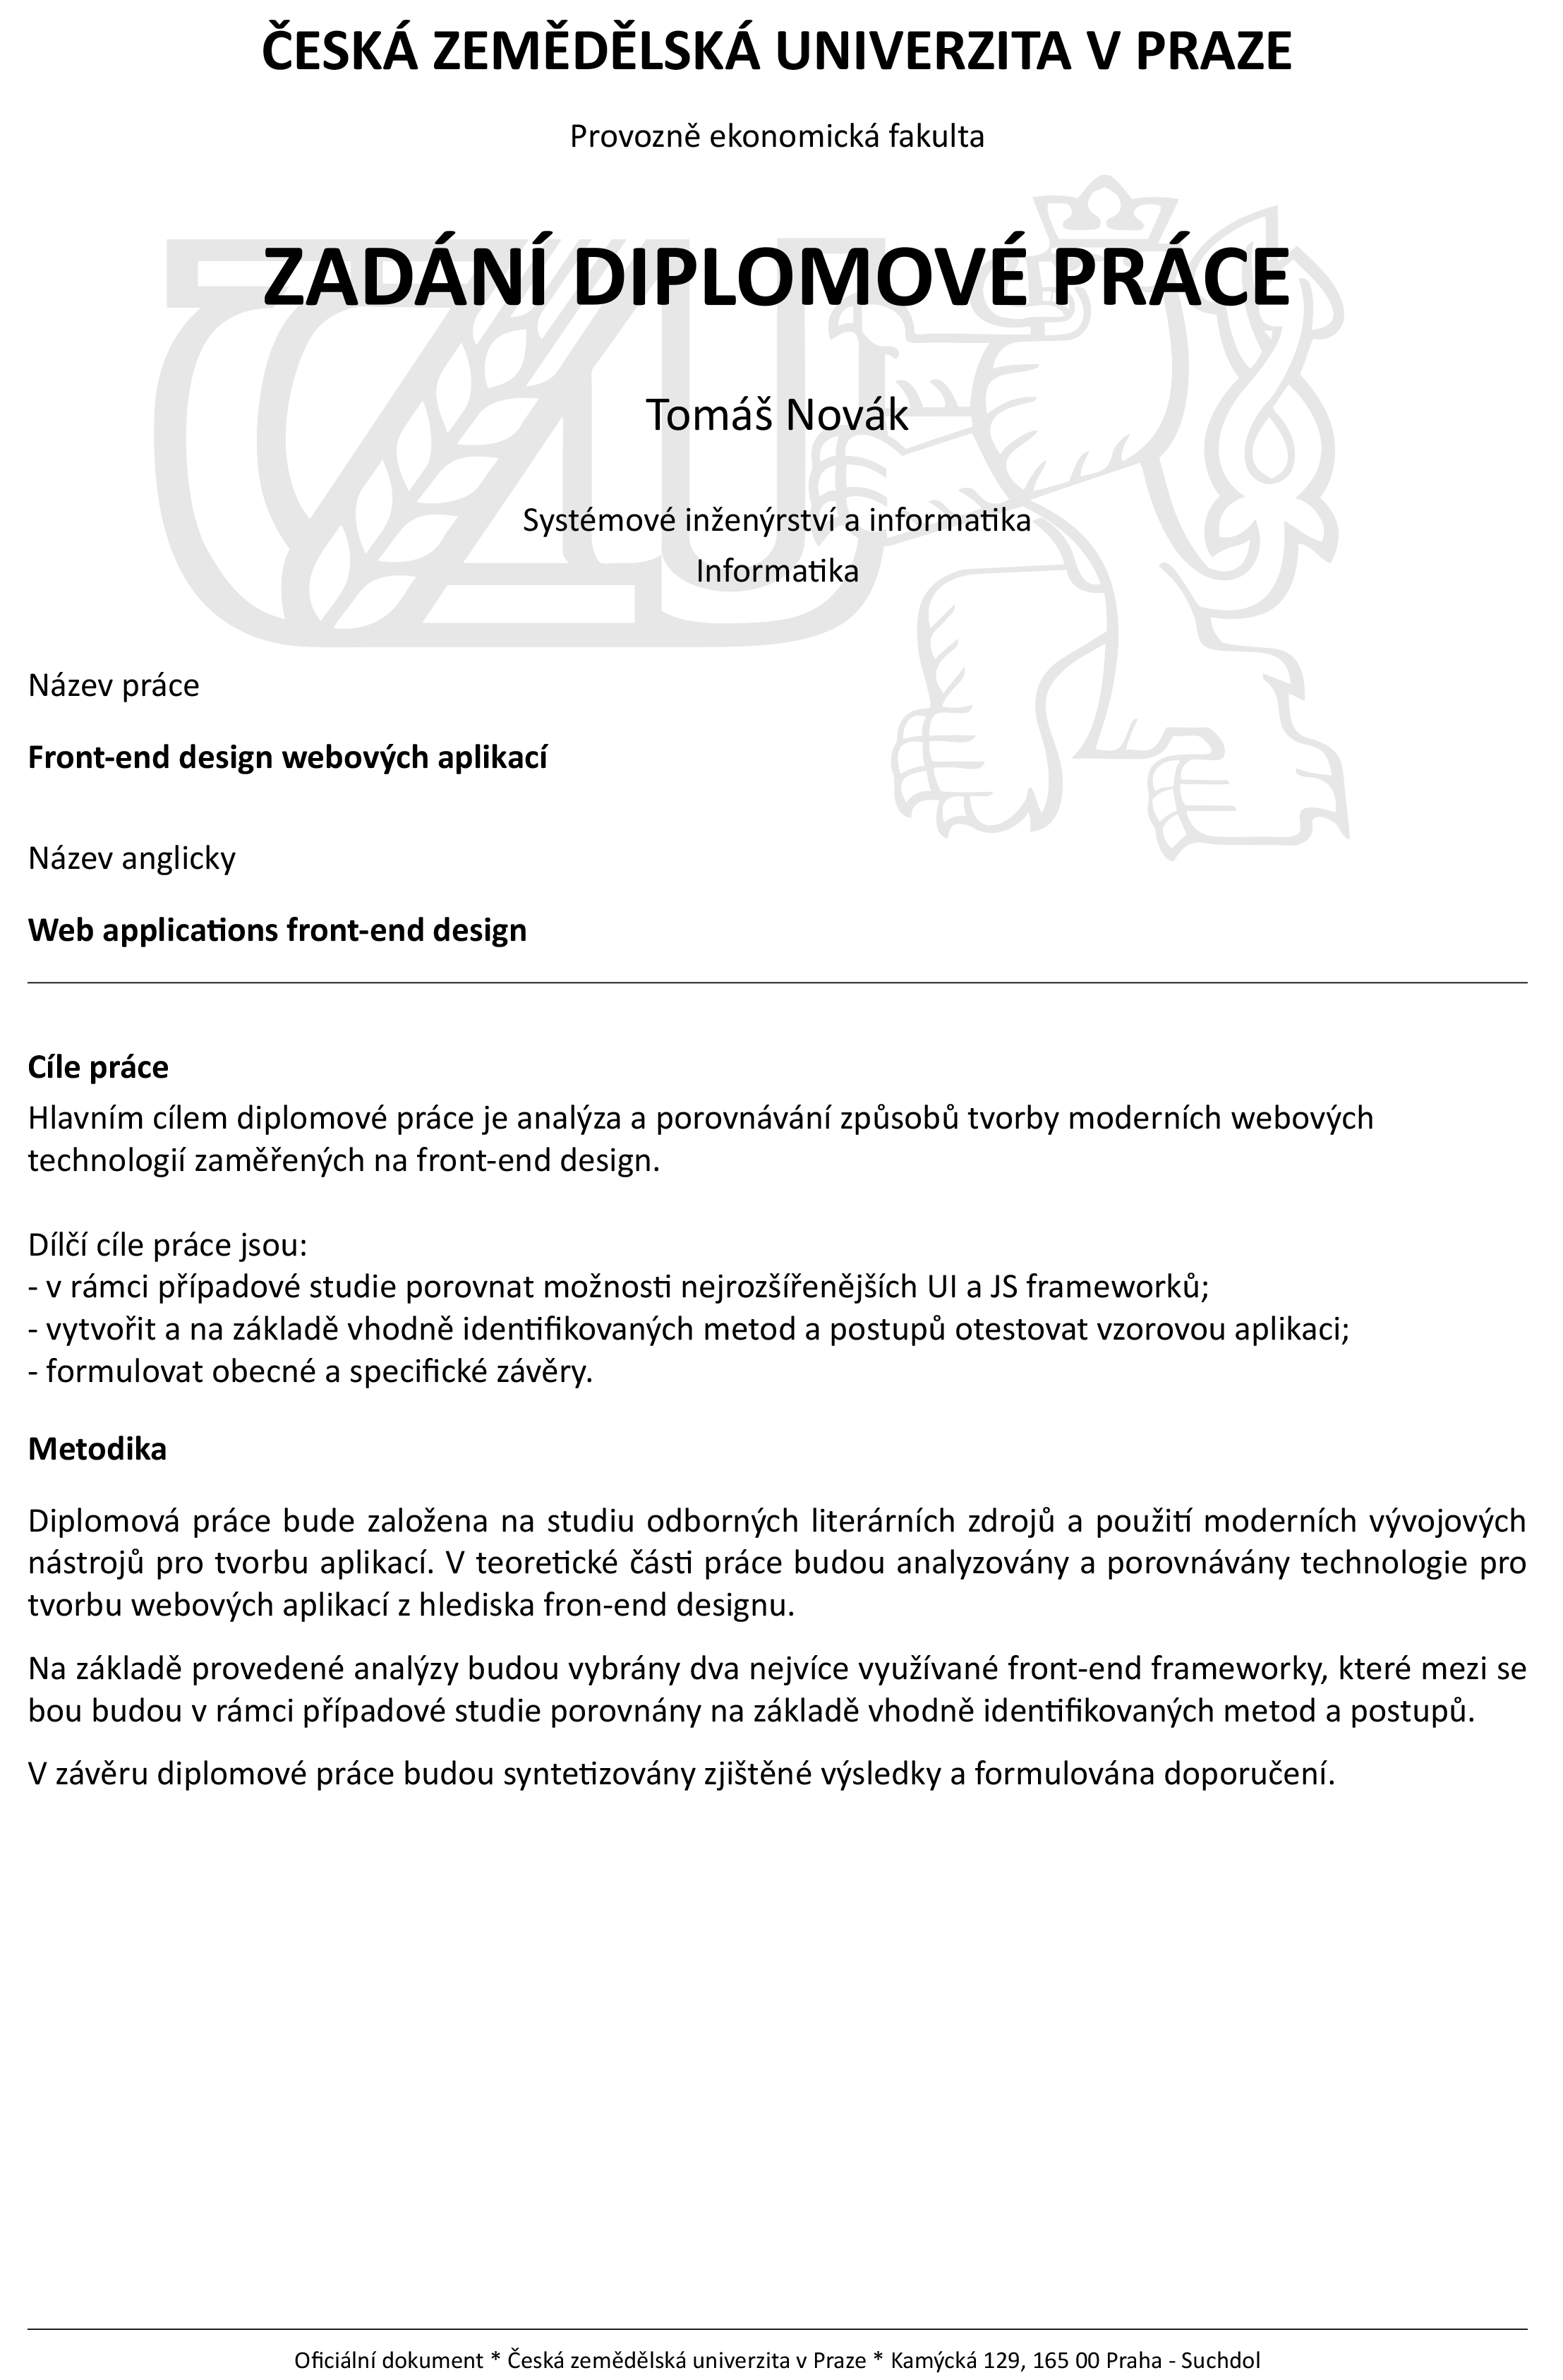 ČESKÁ ZEMĚDĚLSKÁ UNIVERZITA V PRAZE
Provozně ekonomická fakulta
ZADÁNÍ DIPLOMOVÉ PRÁCE
Tomáš Novák
Systémové inženýrství a informatika
Informatika
Název práce
Front-end design webových aplikací
Název anglicky
Web applications front-end design
Cíle práce
Hlavním cílem diplomové práce je analýza a porovnávání způsobů tvorby moderních webových
technologií zaměřených na front-end design.
Dílčí cíle práce jsou:
- v rámci případové studie porovnat možnosti nejrozšířenějších UI a JS frameworků;
- vytvořit a na základě vhodně identifikovaných metod a postupů otestovat vzorovou aplikaci;
- formulovat obecné a specifické závěry.
Metodika
Diplomová práce bude založena na studiu odborných literárních zdrojů a použití moderních vývojových
nástrojů pro tvorbu aplikací. V teoretické části práce budou analyzovány a porovnávány technologie pro
tvorbu webových aplikací z hlediska fron-end designu.
Na základě provedené analýzy budou vybrány dva nejvíce využívané front-end frameworky, které mezi se
bou budou v rámci případové studie porovnány na základě vhodně identifikovaných metod a postupů.
V závěru diplomové práce budou syntetizovány zjištěné výsledky a formulována doporučení.
Oficiální dokument * Česká zemědělská univerzita v Praze * Kamýcká 129, 165 00 Praha - Suchdol